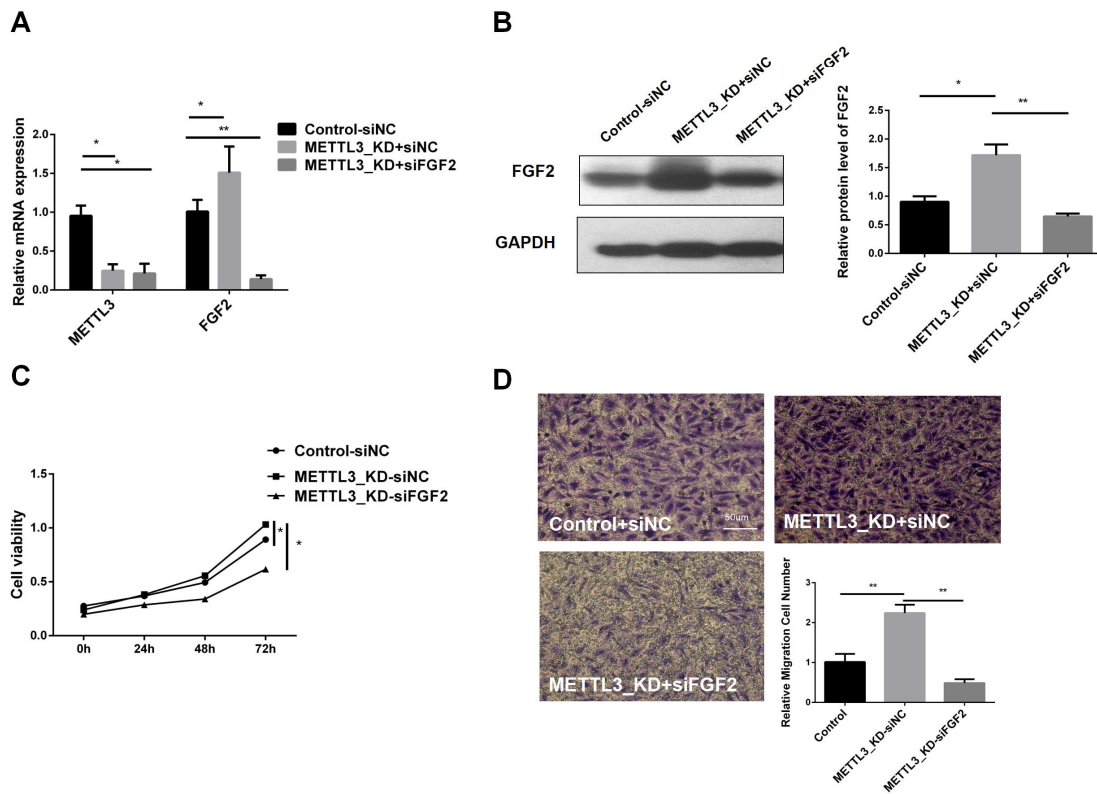 A
Relative mRNA expression
2.0
1.5
1.0
0.5
0.0
*
*
*
**
METTL3
FGF2
Control-siNC
METTL3_KD+siNC
METTL3_KD+siFGF2
B
Control-siNC
METTL3_KD+siNC
METTL3_KD+siFGF2
FGF2
GAPDH
Relative protein level of FGF2
2.5
2.0
1.5
1.0
0.5
0.0
*
**
Control-siNC
METTL3_KD+siNC
METTL3_KD+siFGF2
C
Control-siNC
METTL3_KD-siNC
METTL3_KD-siFGF2
Cell viability
1.5
1.0
0.5
0.0
*
*
0h
24h
48h
72h
D
Control+siNC
50um
METTL3_KD+siNC
METTL3_KD+siFGF2
Relative Migration Cell Number
3
2
1
0
**
**
Control
METTL3_KD-siNC
METTL3_KD-siFGF2